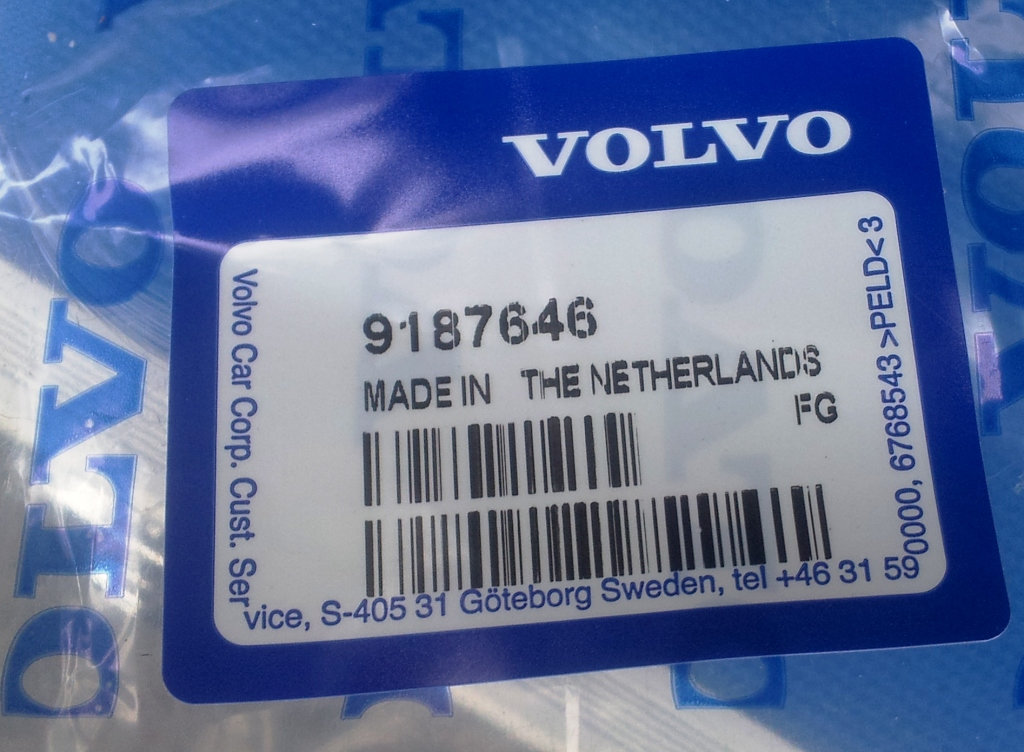 VOLVO
9187646
MADE IN THE NETHERLANDS
FG
Volvo Car Corp. Cust. Service, S-405 31 Göteborg Sweden, tel +46 31 590000, 6768543 >PELD< 3